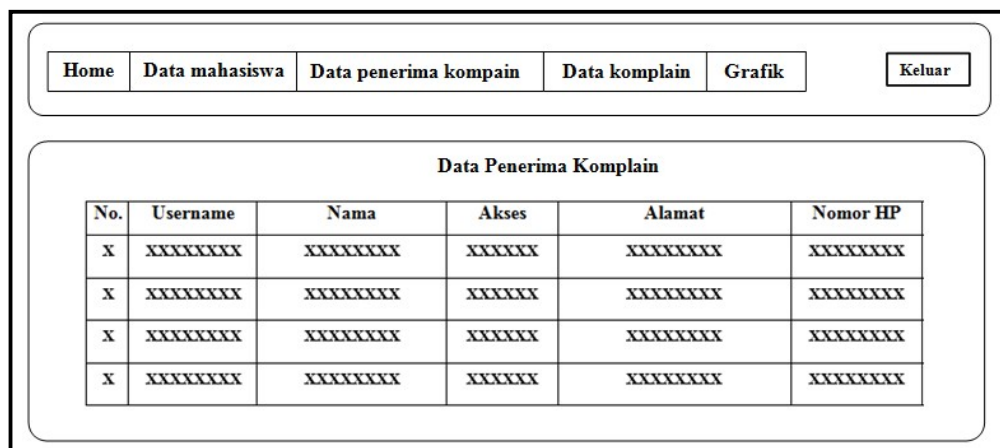 Home Data mahasiswa Data penerima kompain Data komplain Grafik Keluar
Data Penerima Komplain
No. Username Nama Akses Alamat Nomor HP
X XXXXXXXX XXXXXXXX XXXXXX XXXXXXXX XXXXXXXX
X XXXXXXXX XXXXXXXX XXXXXX XXXXXXXX XXXXXXXX
X XXXXXXXX XXXXXXXX XXXXXX XXXXXXXX XXXXXXXX
X XXXXXXXX XXXXXXXX XXXXXX XXXXXXXX XXXXXXXX